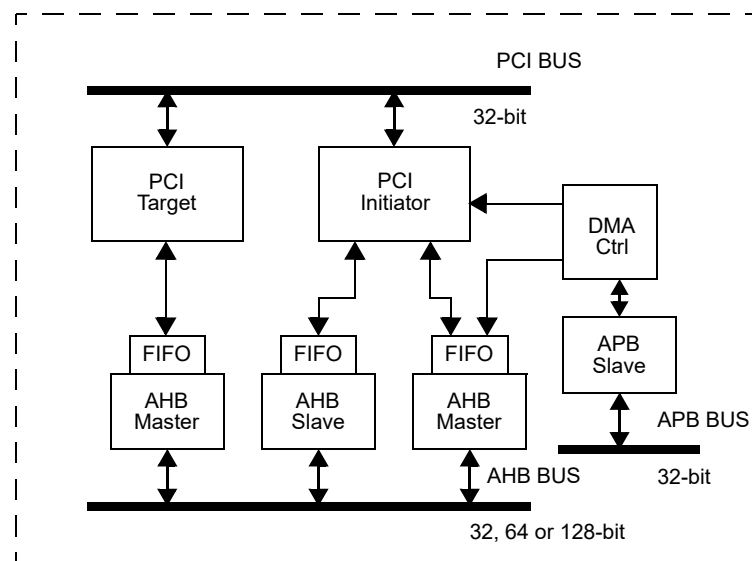 PCI BUS
32-bit
PCI
Target
PCI
Initiator
DMA
Ctrl
FIFO
FIFO
FIFO
APB
Slave
AHB
Master
AHB
Slave
AHB
Master
APB BUS
32-bit
AHB BUS
32, 64 or 128-bit